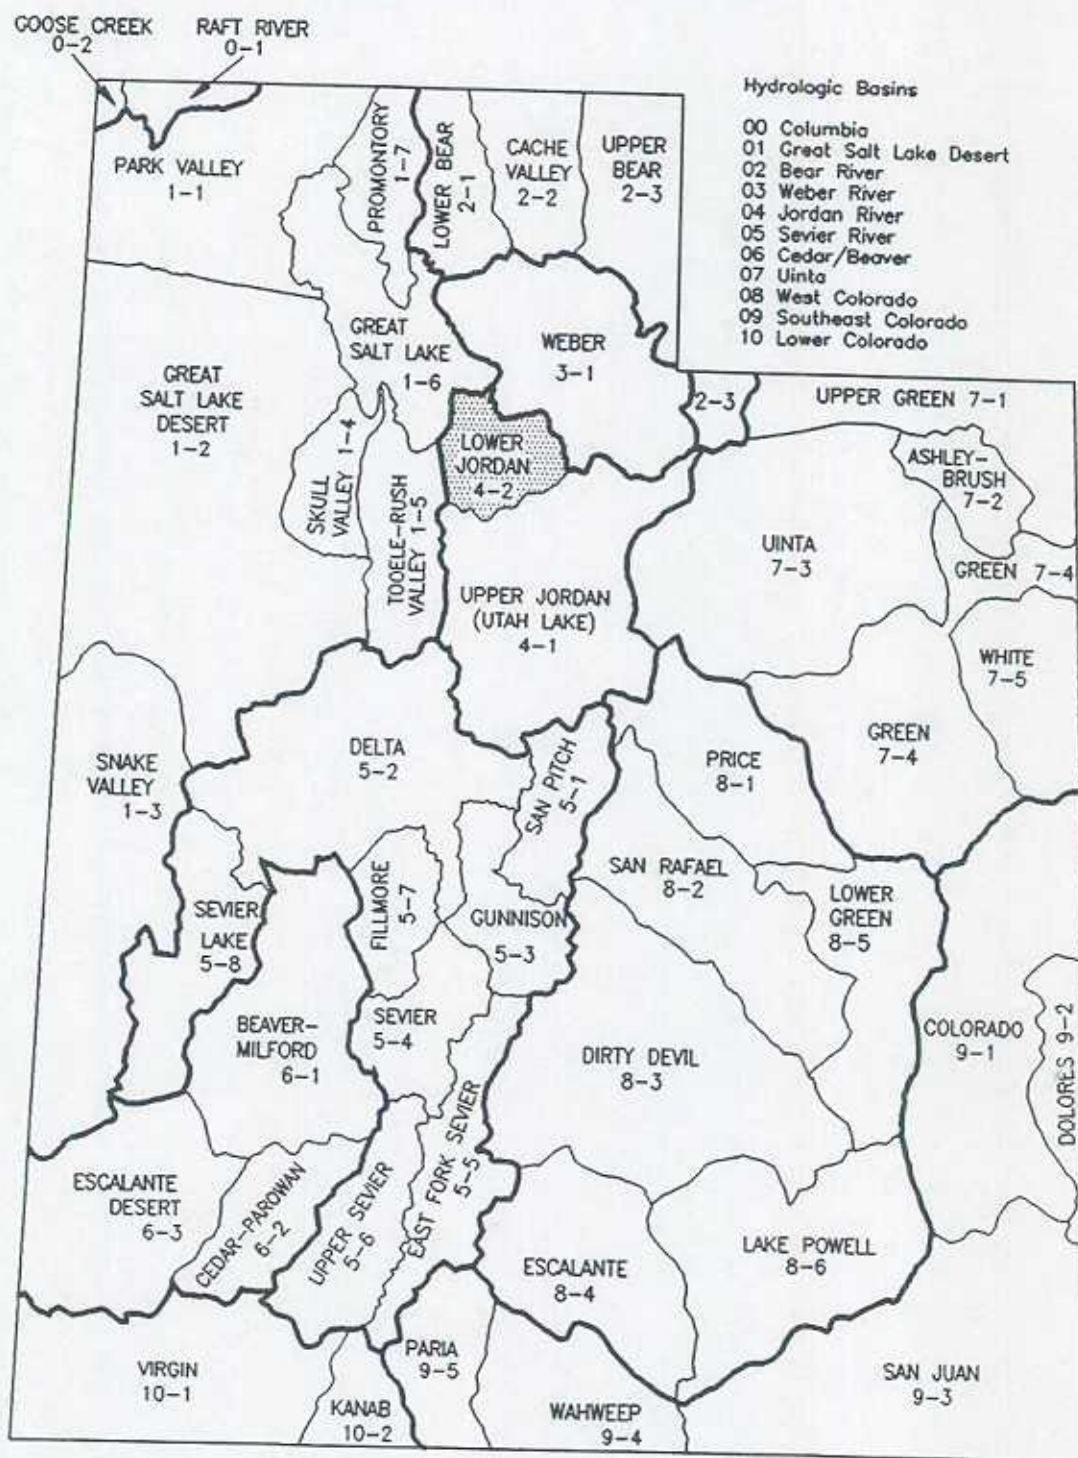 GOOSE CREEK
0-2
RAFT RIVER
0-1
Hydrologic Basins
00 Columbia
01 Great Salt Lake Desert
02 Bear River
03 Weber River
04 Jordan River
05 Sevier River
06 Cedar/Beaver
07 Uinta
08 West Colorado
09 Southeast Colorado
10 Lower Colorado
PARK VALLEY
1-1
PROMONTORY
1-7
LOWER BEAR
2-1
CACHE
VALLEY
2-2
UPPER
BEAR
2-3
GREAT
SALT LAKE
1-6
WEBER
3-1
GREAT
SALT LAKE
DESERT
1-2
2-3
UPPER GREEN 7-1
SKULL
VALLEY 1-4
TOOELE-RUSH
VALLEY 1-5
LOWER
JORDAN
4-2
ASHLEY-
BRUSH
7-2
UINTA
7-3
GREEN 7-4
UPPER JORDAN
(UTAH LAKE)
4-1
WHITE
7-5
SNAKE
VALLEY
1-3
DELTA
5-2
SAN PITCH
5-1
PRICE
8-1
GREEN
7-4
SEVIER
LAKE
5-8
FILLMORE
5-7
GUNNISON
5-3
SAN RAFAEL
8-2
LOWER
GREEN
8-5
BEAVER-
MILFORD
6-1
SEVIER
5-4
DIRTY DEVIL
8-3
COLORADO
9-1
DOLORES 9-2
ESCALANTE
DESERT
6-3
CEDAR-PAROWAN
6-2
UPPER SEVIER
5-6
EAST FORK SEVIER
5-5
ESCALANTE
8-4
LAKE POWELL
8-6
VIRGIN
10-1
KANAB
10-2
PARIA
9-5
WAHWEEP
9-4
SAN JUAN
9-3